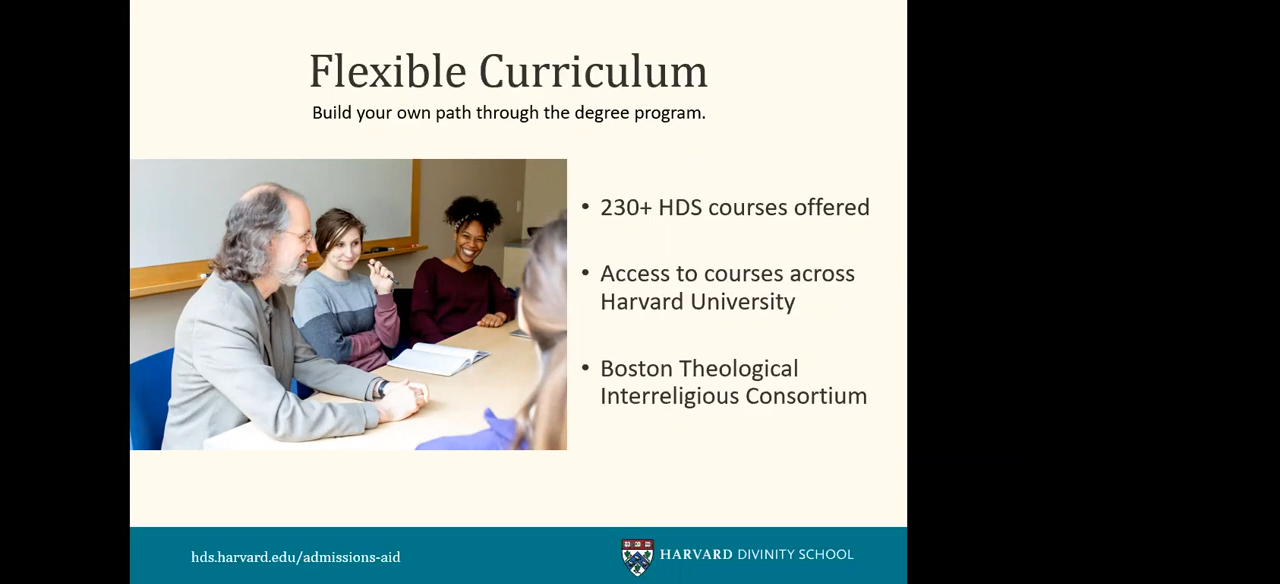 Flexible Curriculum
Build your own path through the degree program.
• 230+ HDS courses offered
• Access to courses across
Harvard University
• Boston Theological
Interreligious Consortium
hds.harvard.edu/admissions-aid
HARVARD DIVINITY SCHOOL